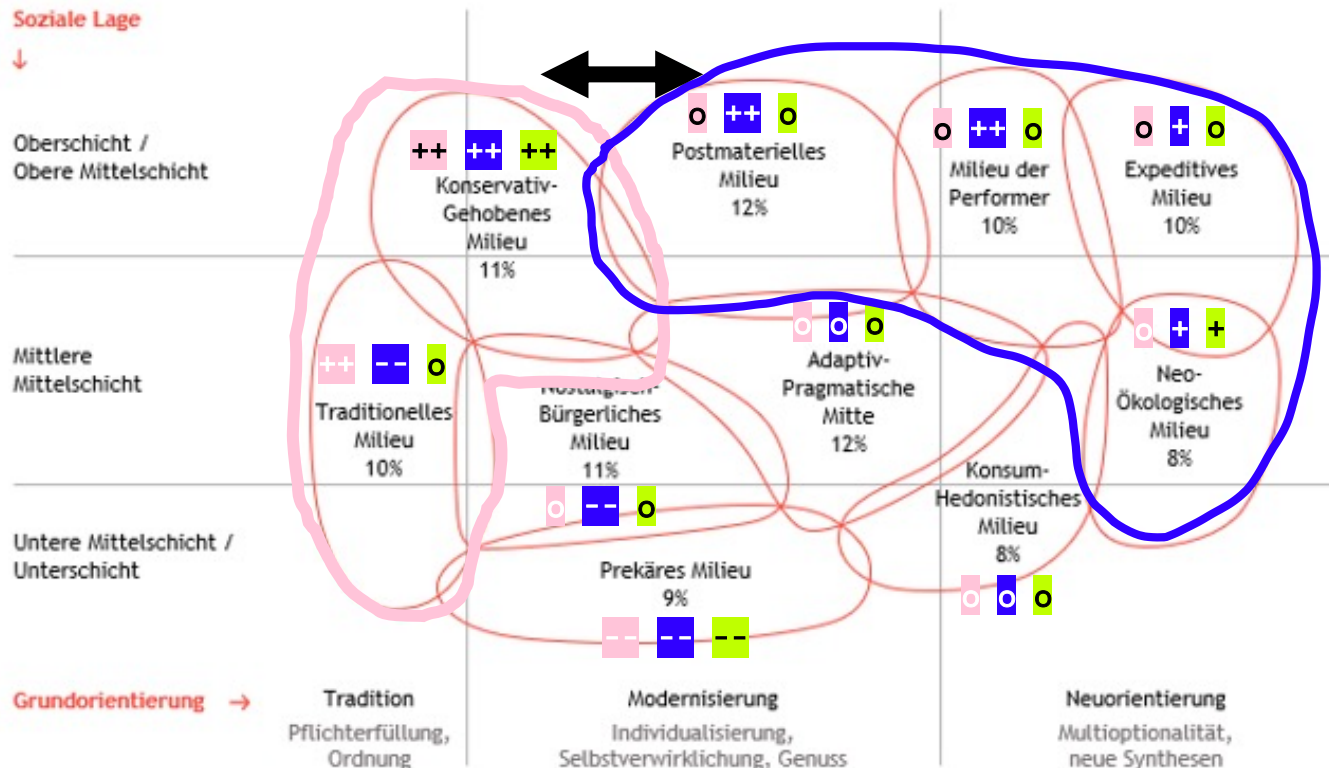 Soziale Lage
↓
Oberschicht /
Obere Mittelschicht
++ ++ ++
Konservativ-
Gehobenes
Milieu
11%
o ++ o
Postmaterielles
Milieu
12%
o ++ o
Milieu der
Performer
10%
o + o
Expeditives
Milieu
10%
Mittlere
Mittelschicht
++ -- o
Traditionelles
Milieu
10%
Nostalgisch-
Bürgerliches
Milieu
11%
o -- o
o o o
Adaptiv-
Pragmatische
Mitte
12%
o + +
Neo-
Ökologisches
Milieu
8%
Konsum-
Hedonistisches
Milieu
8%
o o o
Untere Mittelschicht /
Unterschicht
Prekäres Milieu
9%
-- -- --
Grundorientierung →
Tradition
Pflichterfüllung,
Ordnung
Modernisierung
Individualisierung,
Selbstverwirklichung, Genuss
Neuorientierung
Multioptionalität,
neue Synthesen